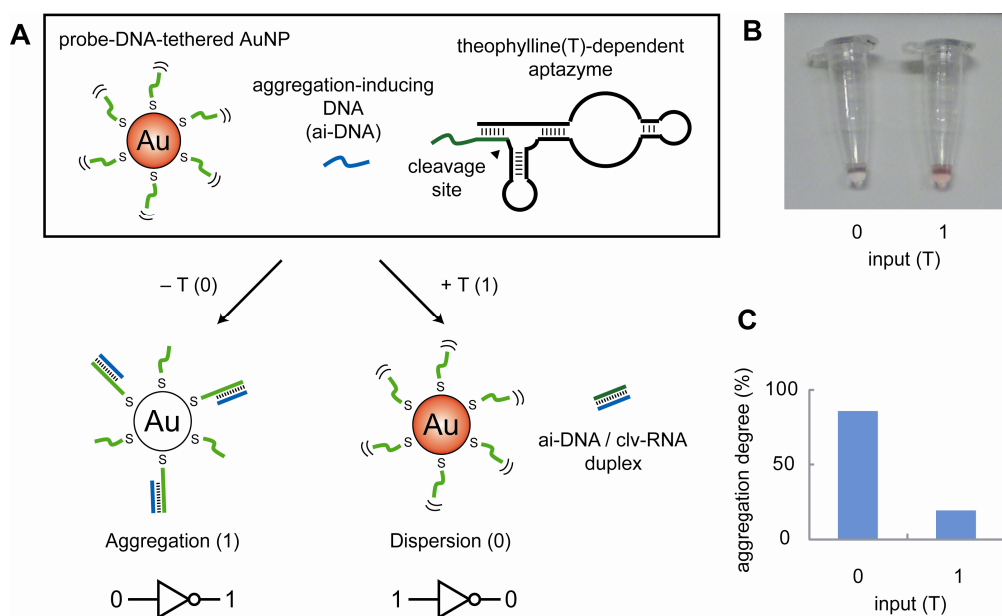 A
probe-DNA-tethered AuNP
S
S
S
S
S
S
Au
aggregation-inducing
DNA
(ai-DNA)
theophylline(T)-dependent
aptazyme
cleavage
site
– T (0)
+ T (1)
S
S
S
S
S
S
Au
Aggregation (1)
0
1
S
S
S
S
S
S
Au
Dispersion (0)
1
0
ai-DNA / clv-RNA
duplex
B
0 1
input (T)
C
aggregation degree (%)
100
50
0
0 1
input (T)